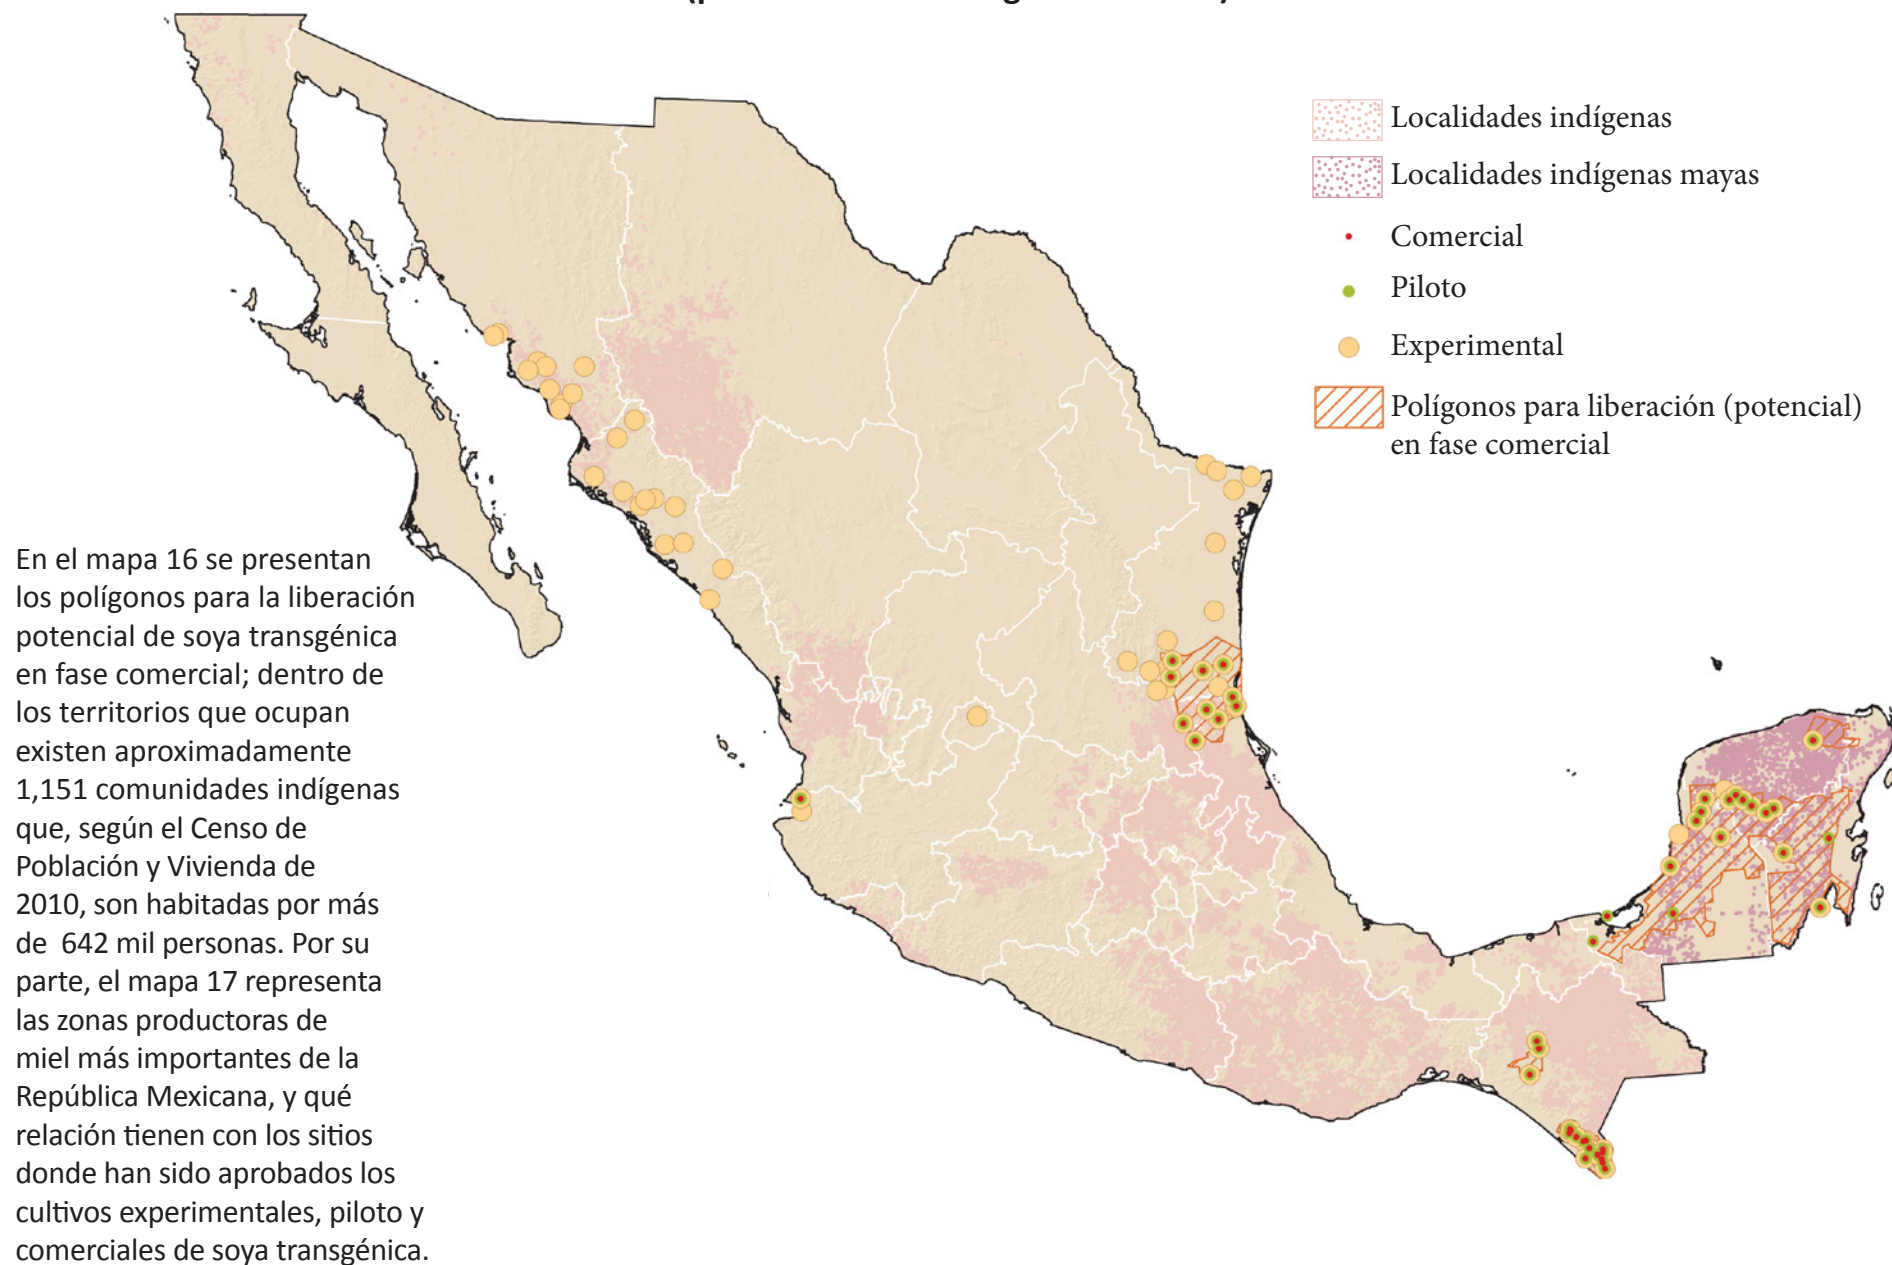 Localidades indígenas
Localidades indígenas mayas
Comercial
Piloto
Experimental
Polígonos para liberación (potencial)
en fase comercial
En el mapa 16 se presentan
los polígonos para la liberación
potencial de soya transgénica
en fase comercial; dentro de
los territorios que ocupan
existen aproximadamente
1,151 comunidades indígenas
que, según el Censo de
Población y Vivienda de
2010, son habitadas por más
de 642 mil personas. Por su
parte, el mapa 17 representa
las zonas productoras de
miel más importantes de la
República Mexicana, y qué
relación tienen con los sitios
donde han sido aprobados los
cultivos experimentales, piloto y
comerciales de soya transgénica.